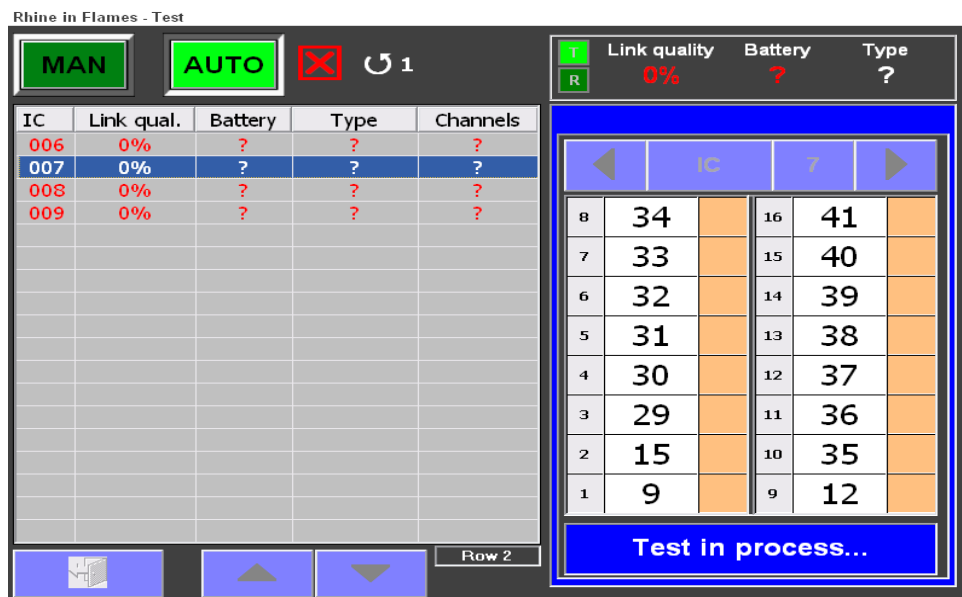 Rhine in Flames - Test
MAN AUTO 1
T Link quality Battery Type
R 0% ? ?
IC Link qual. Battery Type Channels
006 0% ? ? ?
007 0% ? ? ?
008 0% ? ? ?
009 0% ? ? ?
Row 2
IC 7
8 34 16 41
7 33 15 40
6 32 14 39
5 31 13 38
4 30 12 37
3 29 11 36
2 15 10 35
1 9 9 12
Test in process...